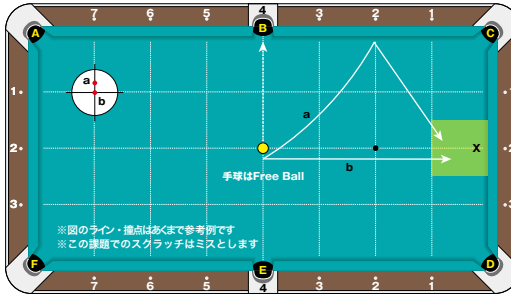 7 6 5 4 3 2 1
A B C
a
b
1 1
a
2 X 2
b
手球はFree Ball
3 3
※図のライン・撞点はあくまで参考例です
※この課題でのスクラッチはミスとします
F E D
7 6 5 4 3 2 1